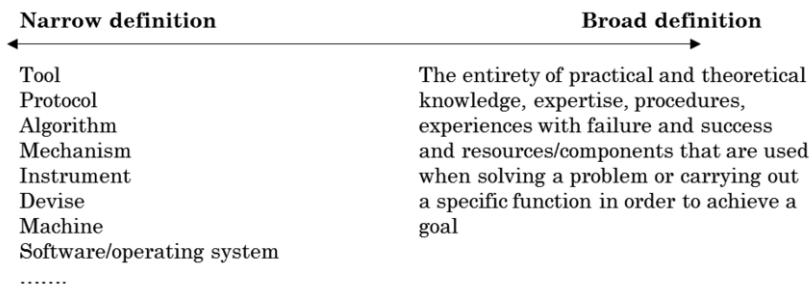 Narrow definition
Broad definition
Tool
Protocol
Algorithm
Mechanism
Instrument
Devise
Machine
Software/operating system
.......
The entirety of practical and theoretical
knowledge, expertise, procedures,
experiences with failure and success
and resources/components that are used
when solving a problem or carrying out
a specific function in order to achieve a
goal